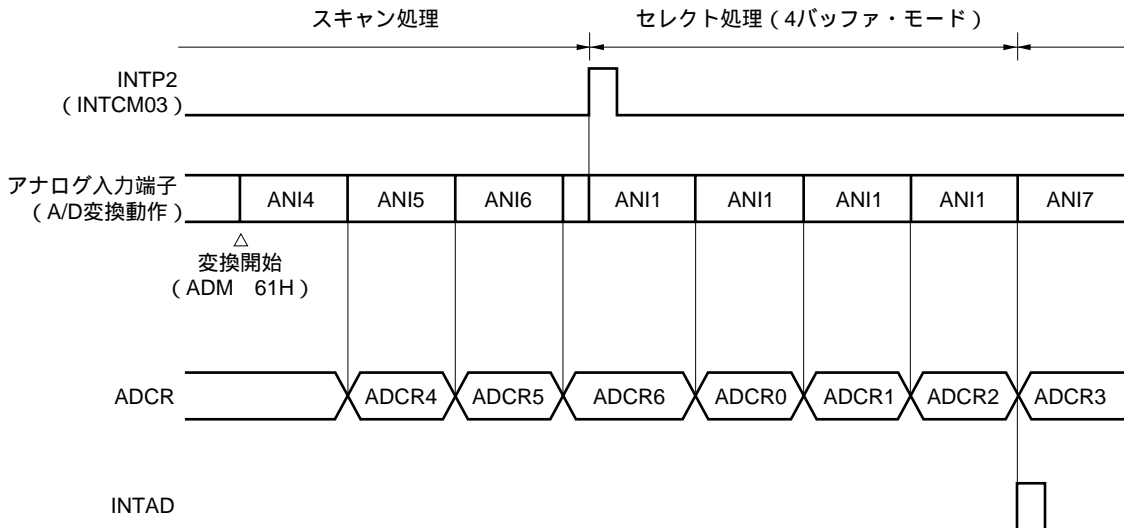 スキャン処理
セレクト処理(4バッファ・モード)
INTP2
(INTCM03)
アナログ入力端子
(A/D変換動作)
ANI4 ANI5 ANI6 ANI1 ANI1 ANI1 ANI1 ANI7
△
変換開始
(ADM 61H)
ADCR
ADCR4 ADCR5 ADCR6 ADCR0 ADCR1 ADCR2 ADCR3
INTAD